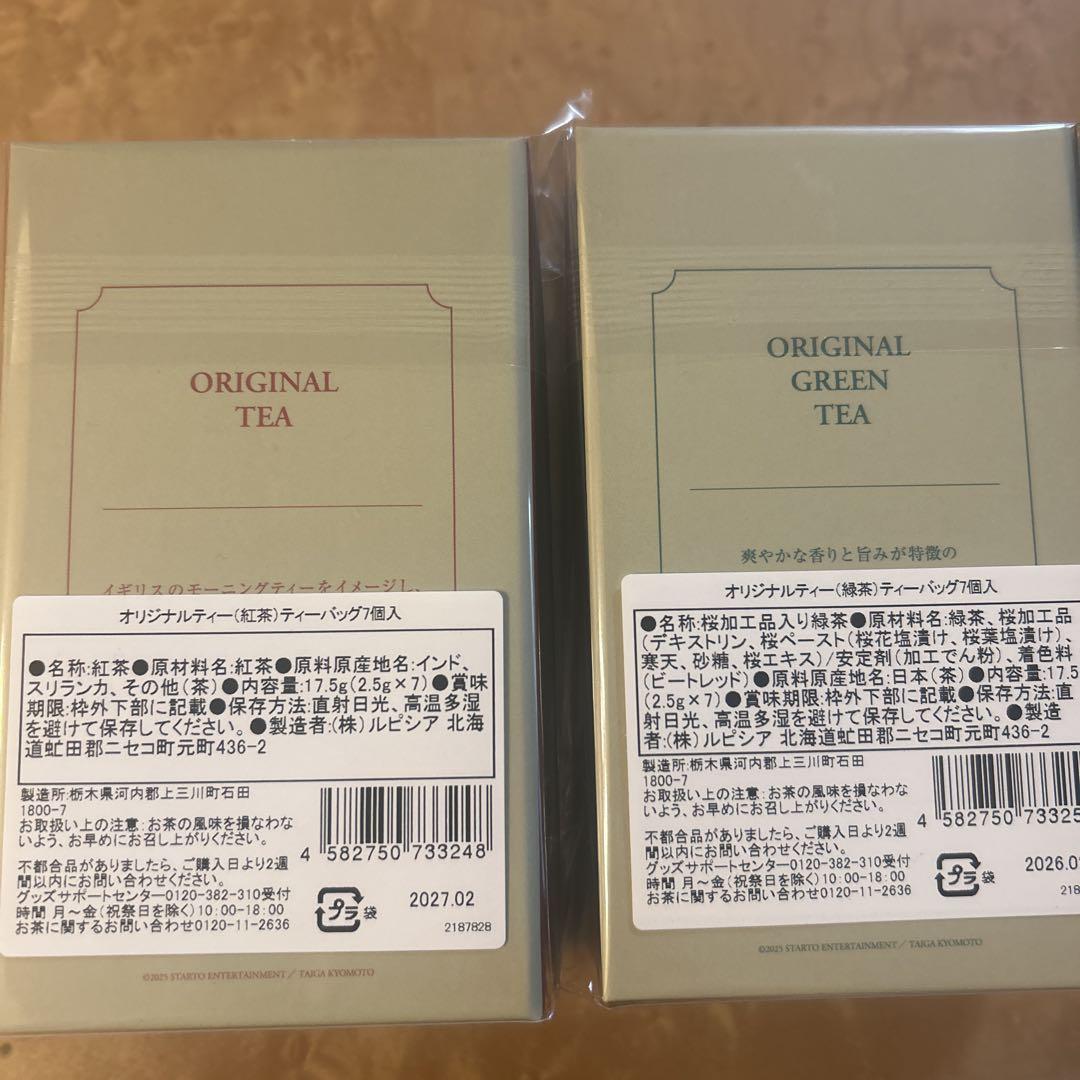 ORIGINAL
TEA
イギリスのモーニングティーをイメージし、
オリジナルティー(紅茶)ティーバッグ7個入
●名称:紅茶●原材料名:紅茶●原料原産地名:インド、
スリランカ、その他(茶)●内容量:17.5g(2.5g×7)●賞味
期限:枠外下部に記載●保存方法:直射日光、高温多湿
を避けて保存してください。●製造者:(株)ルピシア 北海
道虻田郡ニセコ町元町436-2
製造所:栃木県河内郡上三川町石田
1800-7
お取扱い上の注意:お茶の風味を損なわな
いよう、お早めにお召し上がりください。
4 582750 733248
不都合品がありましたら、ご購入日より2週
間以内にお問い合わせください。
グッズサポートセンター0120-382-310受付
時間 月～金(祝祭日を除く)10:00-18:00
お茶に関するお問い合わせ0120-11-2636
プラ 袋
2027.02
2187828
©2025 STARTO ENTERTAINMENT / TAIGA KYOMOTO
ORIGINAL
GREEN
TEA
爽やかな香りと旨みが特徴の
オリジナルティー(緑茶)ティーバッグ7個入
●名称:桜加工品入り緑茶●原材料名:緑茶、桜加工品
(デキストリン、桜ペースト(桜花塩漬け、桜葉塩漬け)、
寒天、砂糖、桜エキス)/安定剤(加工でん粉)、着色料
(ビートレッド)●原料原産地名:日本(茶)●内容量:17.5
(2.5g×7)●賞味期限:枠外下部に記載●保存方法:直
射日光、高温多湿を避けて保存してください。●製造
者:(株)ルピシア 北海道虻田郡ニセコ町元町436-2
製造所:栃木県河内郡上三川町石田
1800-7
お取扱い上の注意:お茶の風味を損なわな
いよう、お早めにお召し上がりください。
4 582750 73325
不都合品がありましたら、ご購入日より2週
間以内にお問い合わせください。
グッズサポートセンター0120-382-310受付
時間 月～金(祝祭日を除く)10:00-18:00
お茶に関するお問い合わせ0120-11-2636
プラ 袋
2026.0
218
©2025 STARTO ENTERTAINMENT / TAIGA KYOMOTO